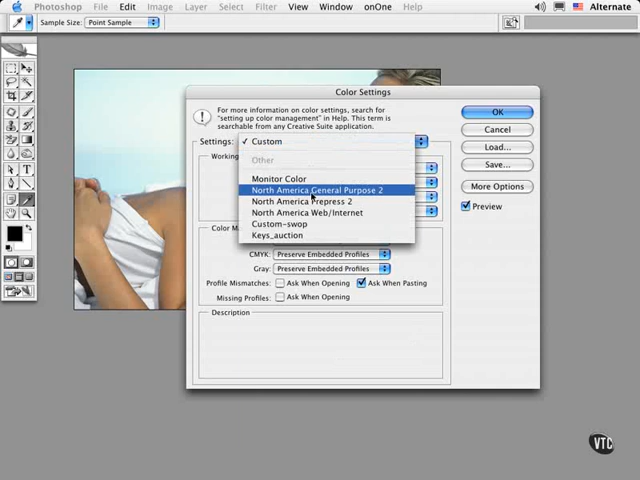 Photoshop File Edit Image Layer Select Filter View Window onOne Help Alternate
Sample Size: Point Sample
Color Settings
For more information on color settings, search for
"setting up color management" in Help. This term is
searchable from any Creative Suite application.
Settings: ✓ Custom
Other
Monitor Color
North America General Purpose 2
North America Prepress 2
North America Web/Internet
Custom-swop
Keys_auction
CMYK: Preserve Embedded Profiles
Gray: Preserve Embedded Profiles
Profile Mismatches: Ask When Opening Ask When Pasting
Missing Profiles: Ask When Opening
Description
OK
Cancel
Load...
Save...
More Options
Preview
VTC